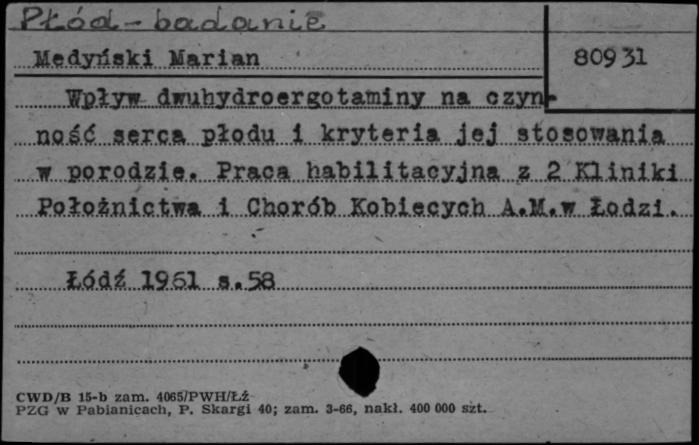 Płód - badanie
Medyński Marian 80931
Wpływ dwuhydroergotaminy na czyn-
ność serca płodu i kryteria jej stosowania
w porodzie. Praca habilitacyjna z 2 Kliniki
Położnictwa i Chorób Kobiecych A.M.w Łodzi.
Łódź 1961 s.58
CWD/B 15-b zam. 4065/PWH/Łź
PZG w Pabianicach, P. Skargi 40; zam. 3-66, nakł. 400 000 szt.